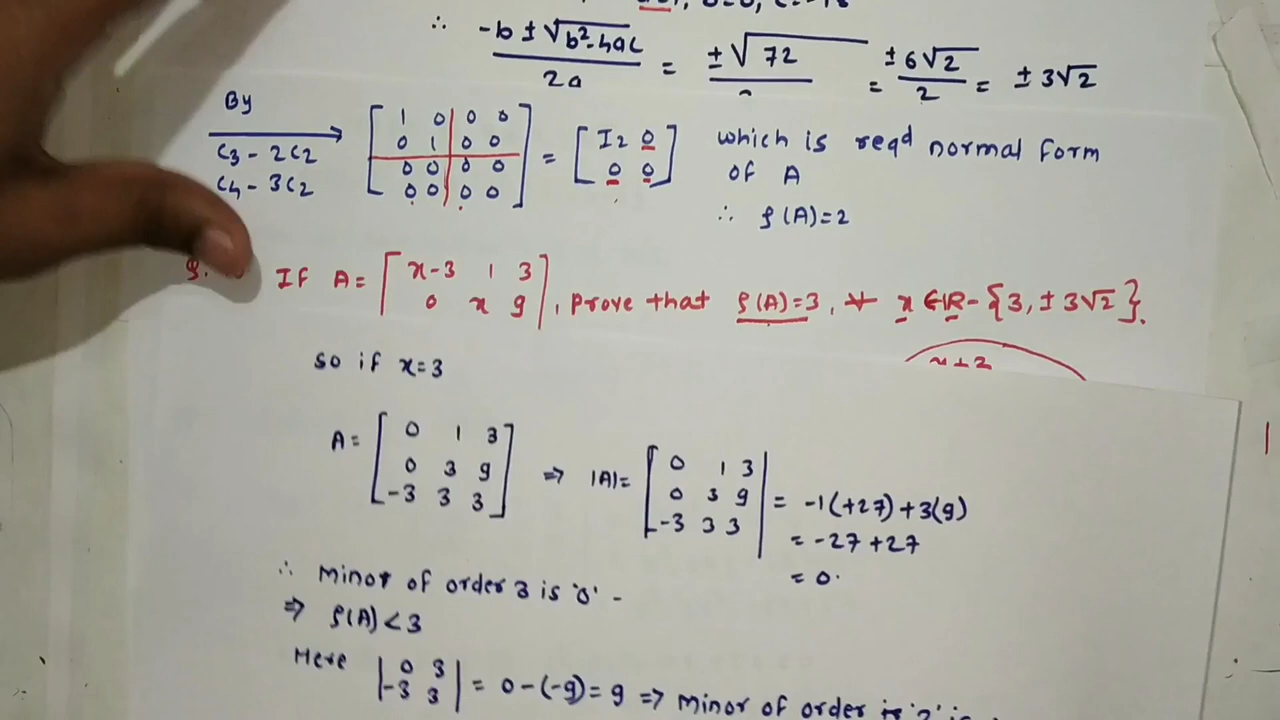 ∴ -b ± √b²-4ac / 2a = ± √72 / 2 = ± 6√2 / 2 = ± 3√2
By
C3 - 2C2
C4 - 3C2
[ 1 0 0 0
0 1 0 0
0 0 0 0
0 0 0 0 ] = [ I2 0
0 0 ] which is reqd normal form
of A
∴ ρ(A)=2
If A = [ x-3 1 3
0 x 9 ], prove that ρ(A)=3, ∀ x ∈ IR - {3, ± 3√2}.
so if x=3
A = [ 0 1 3
0 3 9
-3 3 3 ] ⇒ |A| = | 0 1 3
0 3 9
-3 3 3 | = -1(+27)+3(9)
= -27+27
= 0.
∴ Minor of order 3 is '0' -
⇒ ρ(A) < 3
Here | 0 3
-3 3 | = 0-(-9) = 9 ⇒ Minor of order is '2'